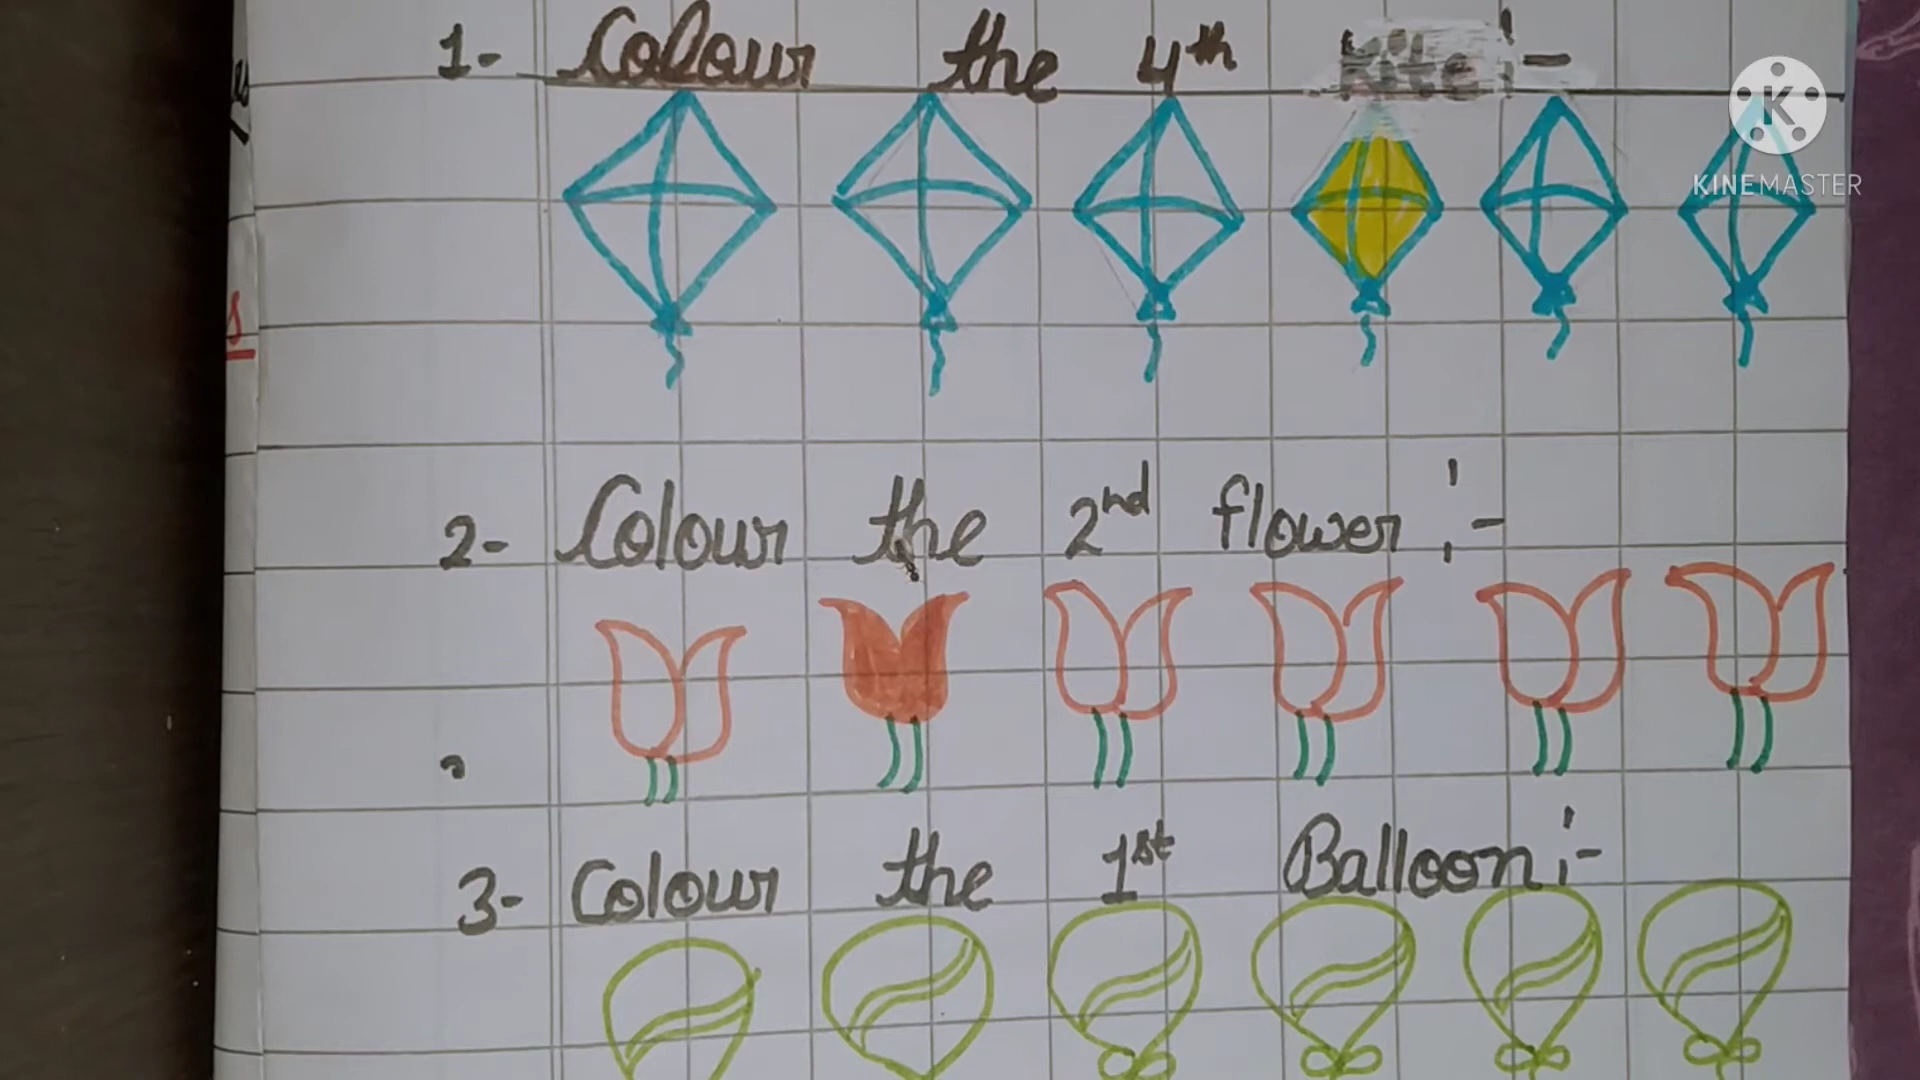 1- Colour the 4th Kite:-
KINEMASTER
2- Colour the 2nd flower:-
3- Colour the 1st Balloon:-